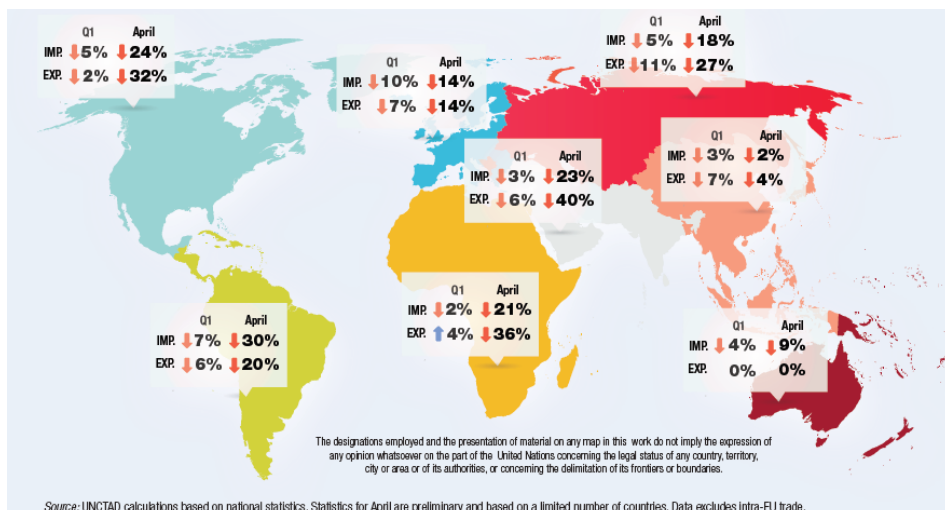 Q1 April
IMP. 5% 24%
EXP. 2% 32%
Q1 April
IMP. 10% 14%
EXP. 7% 14%
Q1 April
IMP. 5% 18%
EXP. 11% 27%
Q1 April
IMP. 3% 23%
EXP. 6% 40%
Q1 April
IMP. 3% 2%
EXP. 7% 4%
Q1 April
IMP. 7% 30%
EXP. 6% 20%
Q1 April
IMP. 2% 21%
EXP. 4% 36%
Q1 April
IMP. 4% 9%
EXP. 0% 0%
The designations employed and the presentation of material on any map in this work do not imply the expression of
any opinion whatsoever on the part of the United Nations concerning the legal status of any country, territory,
city or area or of its authorities, or concerning the delimitation of its frontiers or boundaries.
Source: UNCTAD calculations based on national statistics. Statistics for April are preliminary and based on a limited number of countries. Data excludes intra-EU trade.